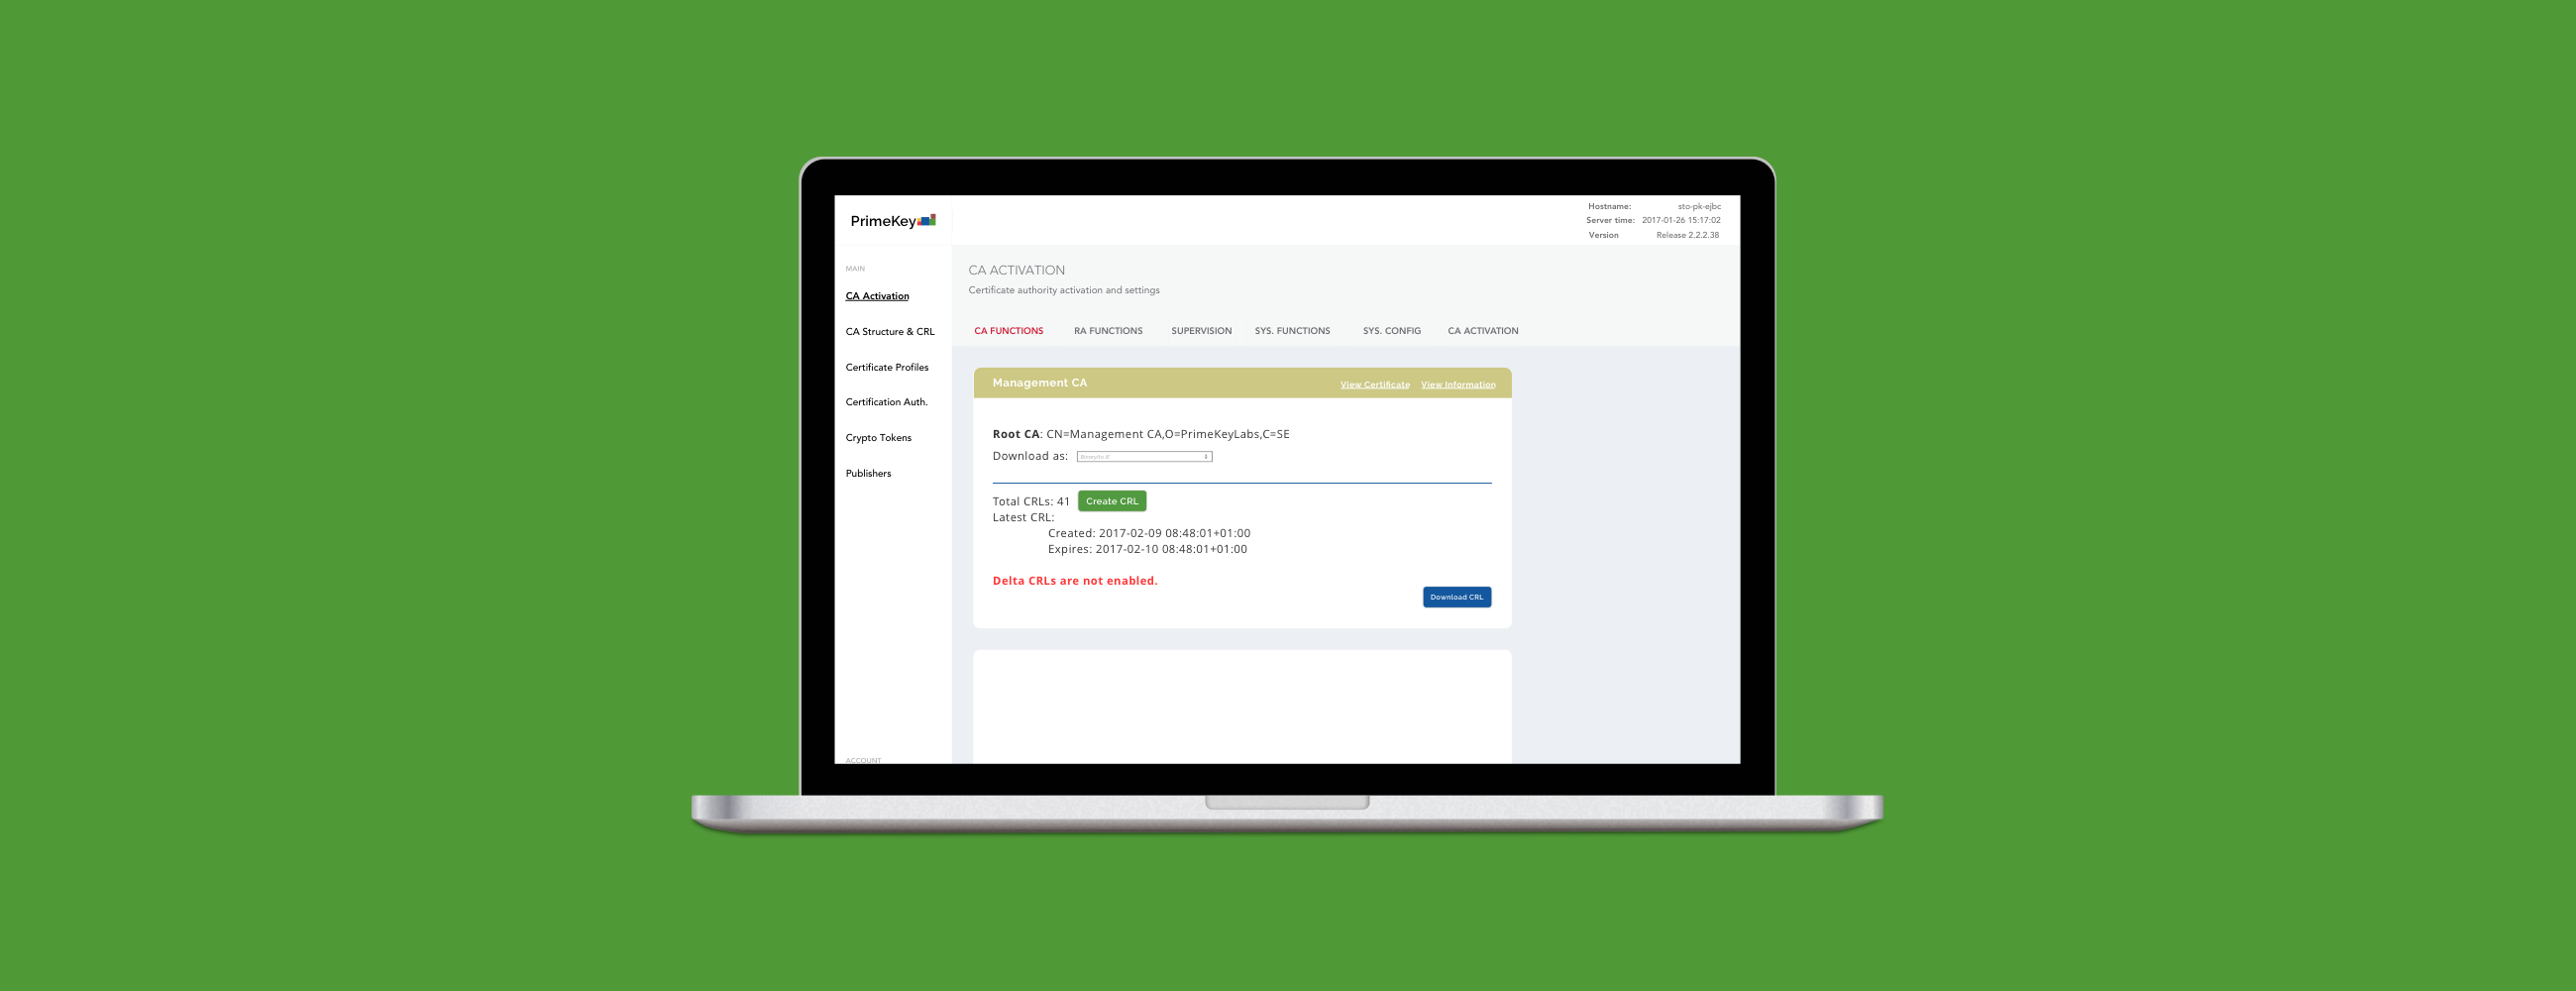 PrimeKey
Hostname: sto-pk-ejbc
Server time: 2017-01-26 15:17:02
Version Release 2.2.2.38
MAIN
CA Activation
CA Structure & CRL
Certificate Profiles
Certification Auth.
Crypto Tokens
Publishers
ACCOUNT
CA ACTIVATION
Certificate authority activation and settings
CA FUNCTIONS RA FUNCTIONS SUPERVISION SYS. FUNCTIONS SYS. CONFIG CA ACTIVATION
Management CA View Certificate View Information
Root CA: CN=Management CA,O=PrimeKeyLabs,C=SE
Download as:
Total CRLs: 41 Create CRL
Latest CRL:
Created: 2017-02-09 08:48:01+01:00
Expires: 2017-02-10 08:48:01+01:00
Delta CRLs are not enabled.
Download CRL